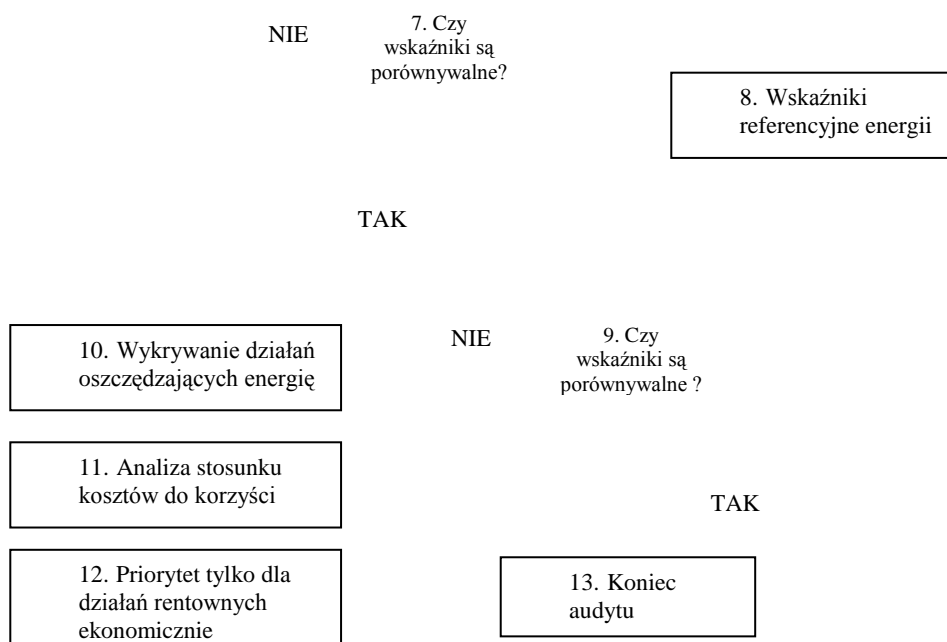 NIE
7. Czy
wskaźniki są
porównywalne?
8. Wskaźniki
referencyjne energii
TAK
10. Wykrywanie działań
oszczędzających energię
NIE
9. Czy
wskaźniki są
porównywalne ?
11. Analiza stosunku
kosztów do korzyści
TAK
12. Priorytet tylko dla
działań rentownych
ekonomicznie
13. Koniec
audytu